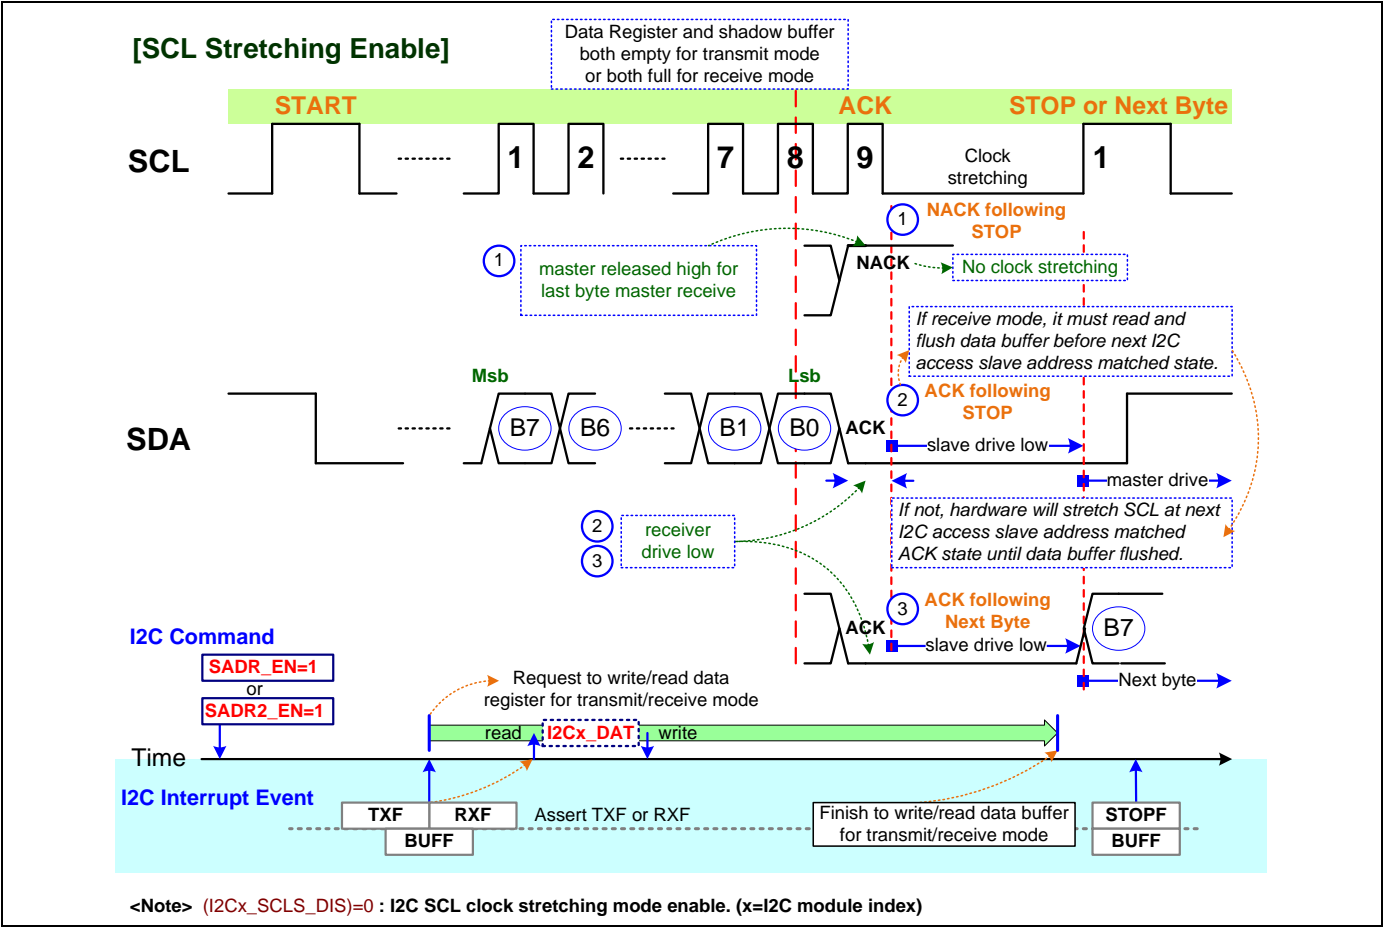 [SCL Stretching Enable]
Data Register and shadow buffer
both empty for transmit mode
or both full for receive mode
START
ACK
STOP or Next Byte
SCL
1
2
7
8
9
Clock
stretching
1
1
NACK following
STOP
1
master released high for
last byte master receive
NACK
No clock stretching
If receive mode, it must read and
flush data buffer before next I2C
access slave address matched state.
Msb
Lsb
2
ACK following
STOP
SDA
B7
B6
B1
B0
ACK
slave drive low
master drive
2
3
receiver
drive low
If not, hardware will stretch SCL at next
I2C access slave address matched
ACK state until data buffer flushed.
3
ACK following
Next Byte
ACK
slave drive low
B7
Next byte
I2C Command
SADR_EN=1
or
SADR2_EN=1
Request to write/read data
register for transmit/receive mode
read
I2Cx_DAT
write
Time
I2C Interrupt Event
TXF
RXF
BUFF
Assert TXF or RXF
Finish to write/read data buffer
for transmit/receive mode
STOPF
BUFF
<Note> (I2Cx_SCLS_DIS)=0 : I2C SCL clock stretching mode enable. (x=I2C module index)